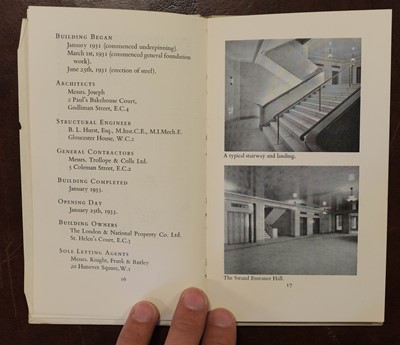 BUILDING BEGAN
January 1931 (commenced underpinning).
March 1st, 1931 (commenced general foundation
work).
June 25th, 1931 (erection of steel).
ARCHITECTS
Messrs. Joseph
2 Paul's Bakehouse Court,
Godliman Street, E.C.4
STRUCTURAL ENGINEER
B. L. Hurst, Esq., M.Inst.C.E., M.I.Mech.E.
Gloucester House, W.C.2
GENERAL CONTRACTORS
Messrs. Trollope & Colls Ltd.
5 Coleman Street, E.C.2
BUILDING COMPLETED
January 1933.
OPENING DAY
January 25th, 1933.
BUILDING OWNERS
The London & National Property Co. Ltd.
St. Helen's Court, E.C.3
SOLE LETTING AGENTS
Messrs. Knight, Frank & Rutley
20 Hanover Square, W.1
16
A typical stairway and landing.
The Strand Entrance Hall.
17